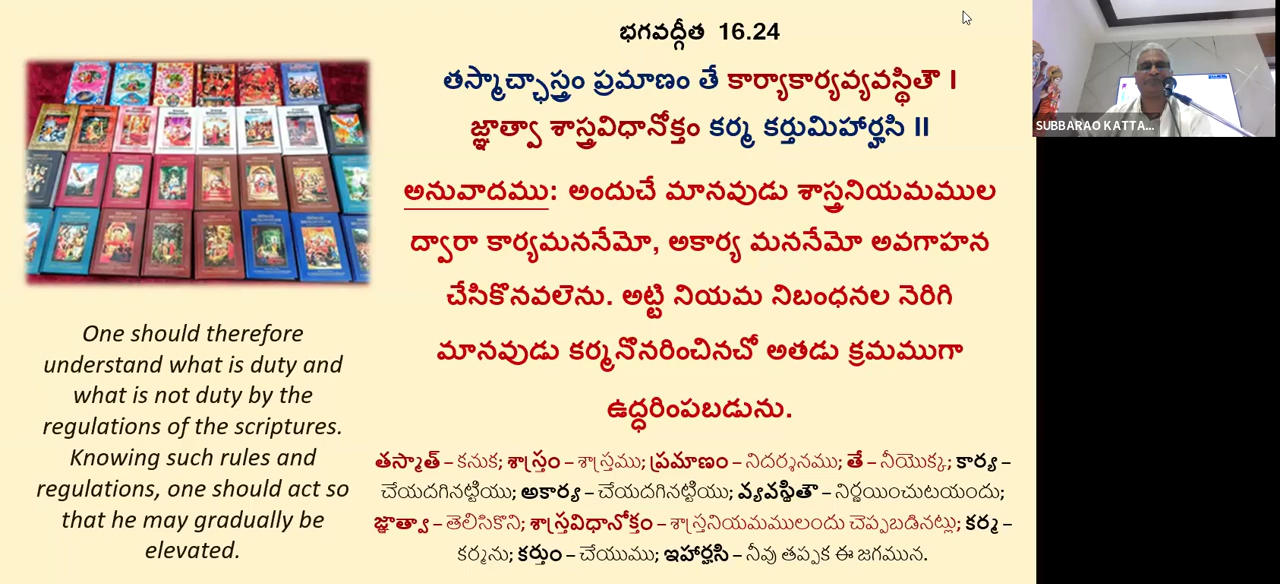 భగవద్గీత 16.24
తస్మాచ్ఛాస్త్రం ప్రమాణం తే కార్యాకార్యవ్యవస్థితౌ I
జ్ఞాత్వా శాస్త్రవిధానోక్తం కర్మ కర్తుమిహార్హసి II
అనువాదము: అందుచే మానవుడు శాస్త్రనియమముల
ద్వారా కార్యమననేమో, అకార్య మననేమో అవగాహన
చేసికొనవలెను. అట్టి నియమ నిబంధనల నెరిగి
మానవుడు కర్మనొనరించినచో అతడు క్రమముగా
ఉద్ధరింపబడును.
తస్మాత్ – కనుక; శాస్త్రం – శాస్త్రము; ప్రమాణం – నిదర్శనము; తే – నీయొక్క; కార్య –
చేయదగినట్టియు; అకార్య – చేయదగినట్టియు; వ్యవస్థితౌ – నిర్ణయించుటయందు;
జ్ఞాత్వా – తెలిసికొని; శాస్త్రవిధానోక్తం – శాస్త్రనియమములందు చెప్పబడినట్లు; కర్మ –
కర్మను; కర్తుం – చేయుము; ఇహార్హసి – నీవు తప్పక ఈ జగమున.
One should therefore
understand what is duty and
what is not duty by the
regulations of the scriptures.
Knowing such rules and
regulations, one should act so
that he may gradually be
elevated.
SUBBARAO KATTA...